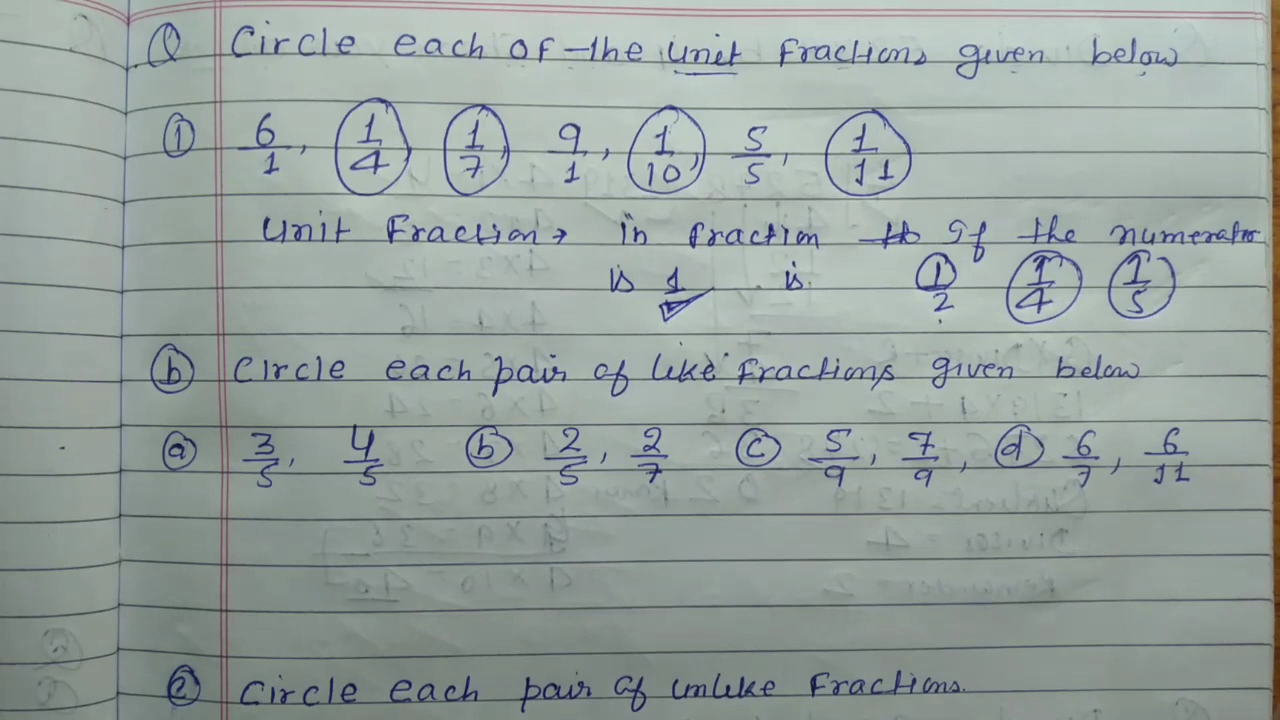 Q Circle each of the unit fractions given below
① 6/1, 1/4, 1/7, 9/1, 1/10, 5/5, 1/11
Unit Fraction → in fraction If the numerator
is 1 is 1/2 1/4 1/5
ⓑ Circle each pair of like fractions given below
ⓐ 3/5, 4/5 ⓑ 2/5, 2/7 ⓒ 5/9, 7/9, ⓓ 6/7, 6/11
② Circle each pair of unlike Fractions.